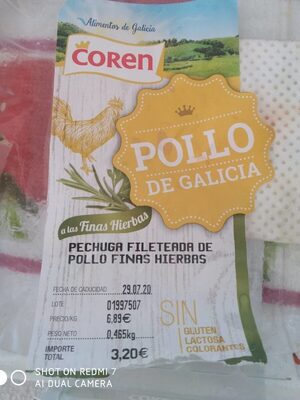 Alimentos de Galicia
COREN
POLLO
DE GALICIA
a las Finas Hierbas
PECHUGA FILETEADA DE
POLLO FINAS HIERBAS
FECHA DE CADUCIDAD 29.07.20
LOTE 01997507
PRECIO/KG 6,89€
PESO NETO 0,465kg
IMPORTE
TOTAL 3,20€
SIN
GLUTEN
LACTOSA
COLORANTES
SHOT ON REDMI 7
AI DUAL CAMERA